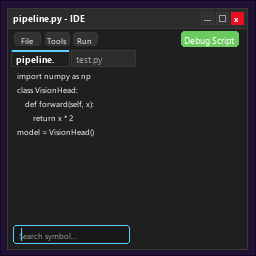 pipeline.py - IDE
File Tools Run Debug Script
pipeline. test.py
import numpy as np
class VisionHead:
def forward(self, x):
return x * 2
model = VisionHead()
Search symbol...